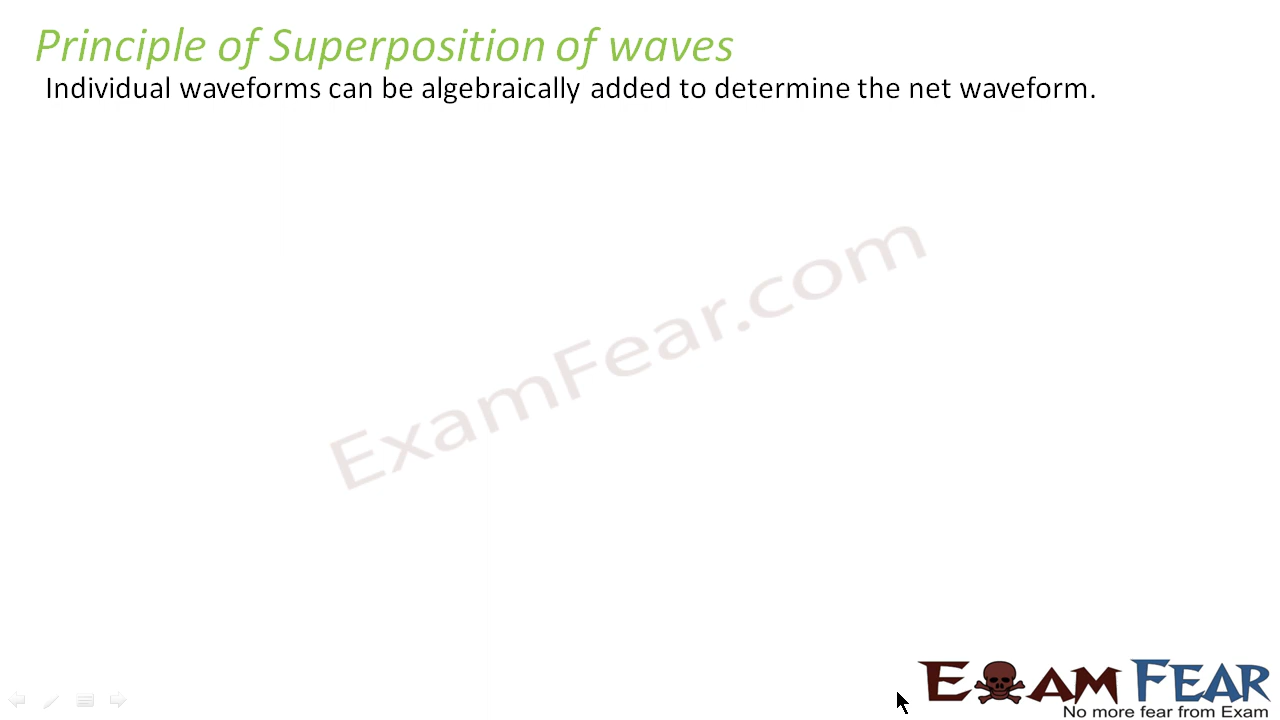 Principle of Superposition of waves
Individual waveforms can be algebraically added to determine the net waveform.
ExamFear.com
EXAM FEAR
No more fear from Exam